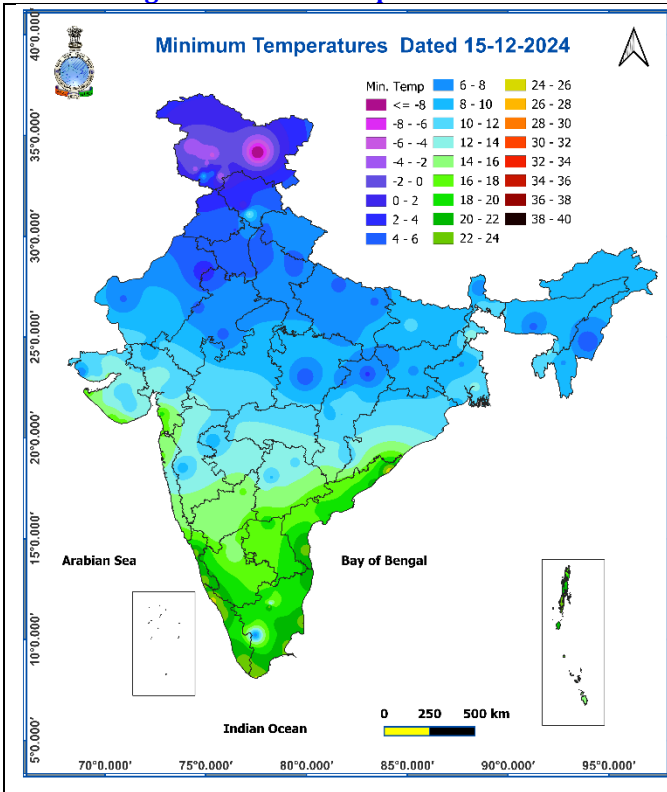 Minimum Temperatures Dated 15-12-2024
Min. Temp
<= -8
-8 - -6
-6 - -4
-4 - -2
-2 - 0
0 - 2
2 - 4
4 - 6
6 - 8
8 - 10
10 - 12
12 - 14
14 - 16
16 - 18
18 - 20
20 - 22
22 - 24
24 - 26
26 - 28
28 - 30
30 - 32
32 - 34
34 - 36
36 - 38
38 - 40
40°0.000'
35°0.000'
30°0.000'
25°0.000'
20°0.000'
15°0.000'
10°0.000'
5°0.000'
Arabian Sea
Bay of Bengal
Indian Ocean
0 250 500 km
70°0.000' 75°0.000' 80°0.000' 85°0.000' 90°0.000' 95°0.000'